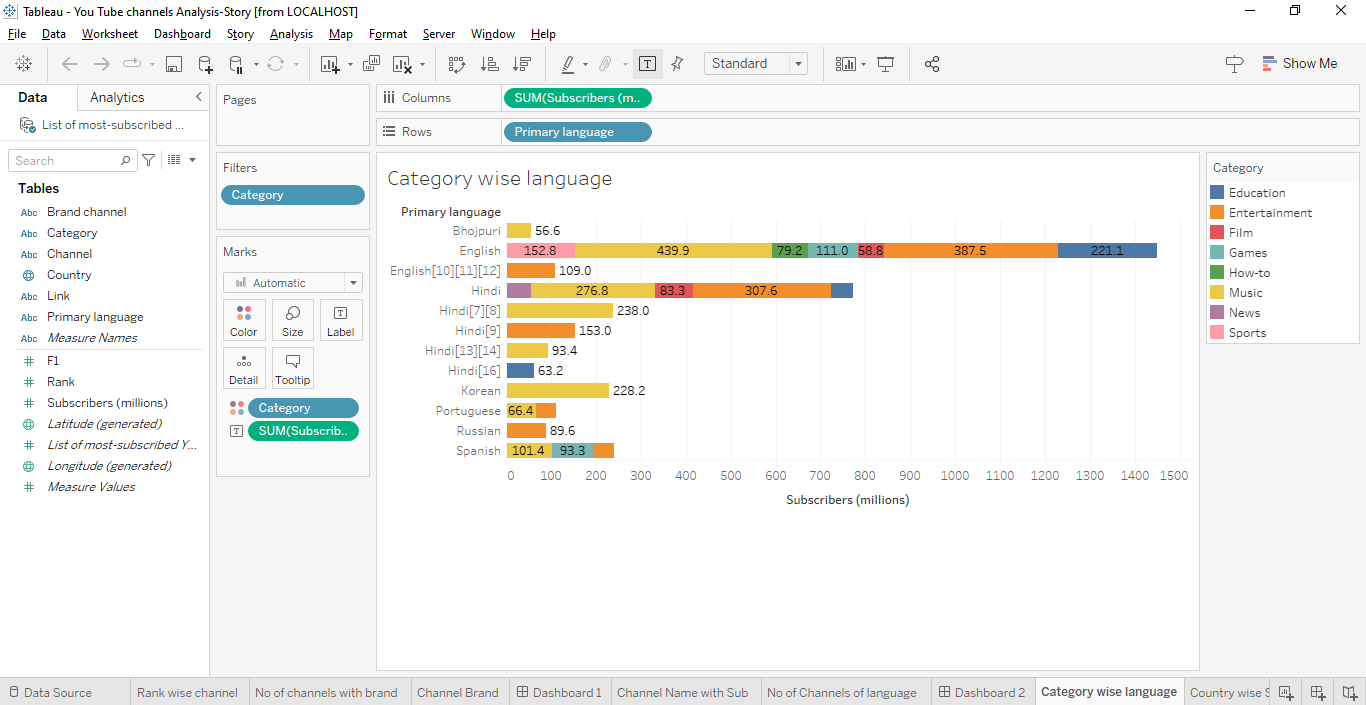 Tableau - You Tube channels Analysis-Story [from LOCALHOST]
File Data Worksheet Dashboard Story Analysis Map Format Server Window Help
Standard
Show Me
Data Analytics
List of most-subscribed ...
Search
Tables
Abc Brand channel
Abc Category
Abc Channel
Country
Abc Link
Abc Primary language
Abc Measure Names
F1
Rank
Subscribers (millions)
Latitude (generated)
List of most-subscribed Y...
Longitude (generated)
Measure Values
Pages
Filters
Category
Marks
Automatic
Color Size Label
Detail Tooltip
Category
SUM(Subscrib..
Columns SUM(Subscribers (m..
Rows Primary language
Category wise language
Primary language
Bhojpuri 56.6
English 152.8 439.9 79.2 111.0 58.8 387.5 221.1
English[10][11][12] 109.0
Hindi 276.8 83.3 307.6
Hindi[7][8] 238.0
Hindi[9] 153.0
Hindi[13][14] 93.4
Hindi[16] 63.2
Korean 228.2
Portuguese 66.4
Russian 89.6
Spanish 101.4 93.3
0 100 200 300 400 500 600 700 800 900 1000 1100 1200 1300 1400 1500
Subscribers (millions)
Category
Education
Entertainment
Film
Games
How-to
Music
News
Sports
Data Source Rank wise channel No of channels with brand Channel Brand Dashboard 1 Channel Name with Sub No of Channels of language Dashboard 2 Category wise language Country wise S